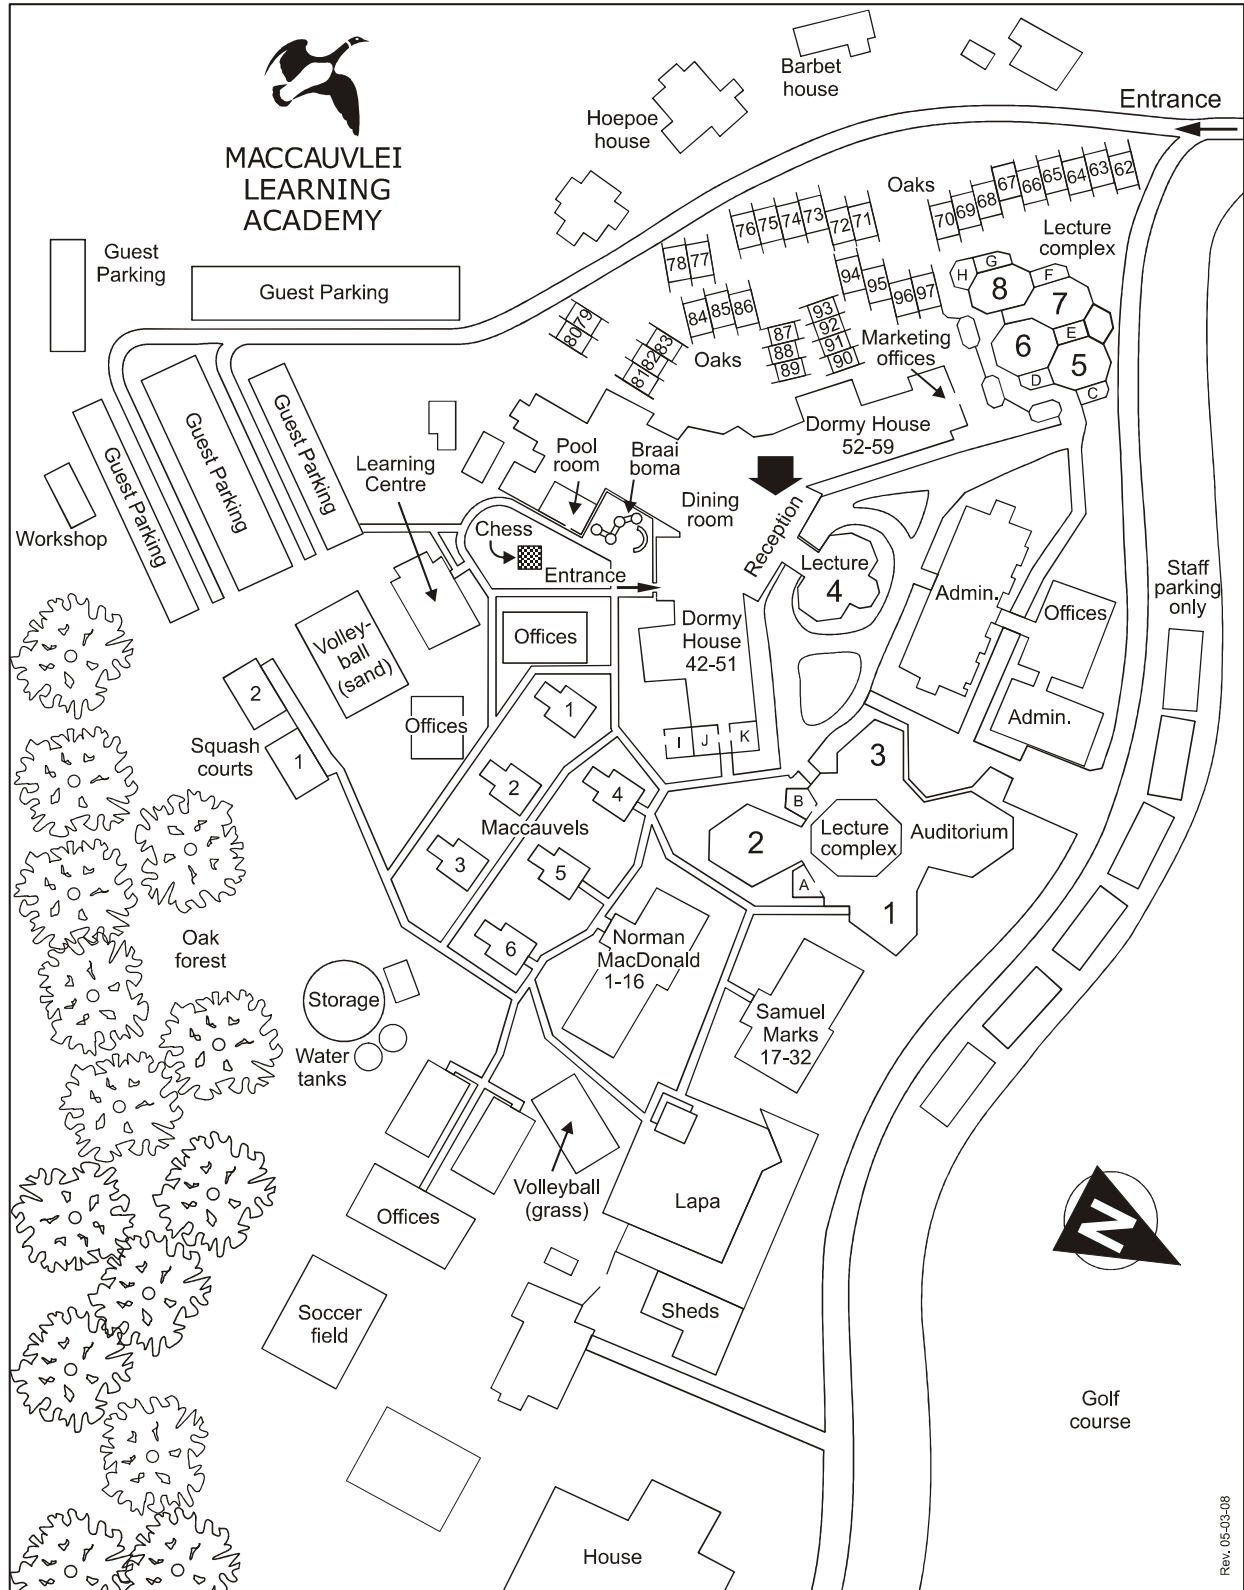 MACCAUVLEI
LEARNING
ACADEMY
Barbet
house
Hoepoe
house
Entrance
Guest
Parking
Guest Parking
Oaks
62
63
64
65
66
67
68
69
70
71
72
73
74
75
76
77
78
79
80
81
82
83
84
85
86
87
88
89
90
91
92
93
94
95
96
97
Oaks
Lecture
complex
H
G
F
8
7
E
6
5
D
C
Marketing
offices
Dormy House
52-59
Guest Parking
Guest Parking
Guest Parking
Workshop
Learning
Centre
Pool
room
Braai
boma
Dining
room
Reception
Chess
Entrance
Lecture
4
Admin.
Offices
Staff
parking
only
Admin.
Volley-
ball
(sand)
Offices
Offices
Dormy
House
42-51
I
J
K
2
1
Squash
courts
1
2
3
4
5
6
Maccauvels
3
B
2
Lecture
complex
Auditorium
A
1
Norman
MacDonald
1-16
Samuel
Marks
17-32
Oak
forest
Storage
Water
tanks
Volleyball
(grass)
Lapa
Offices
Soccer
field
Sheds
N
Golf
course
House
Rev. 05-03-08